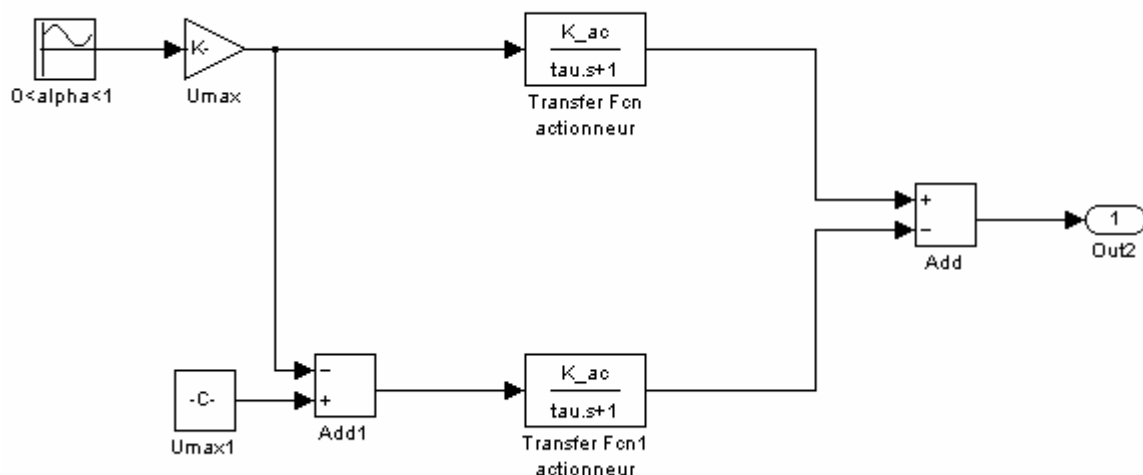 K_ac
tau.s+1
K-
0<alpha<1
Umax
Transfer Fcn
actionneur
+
−
1
Add
Out2
−
+
-C-
Umax1
Add1
K_ac
tau.s+1
Transfer Fcn1
actionneur